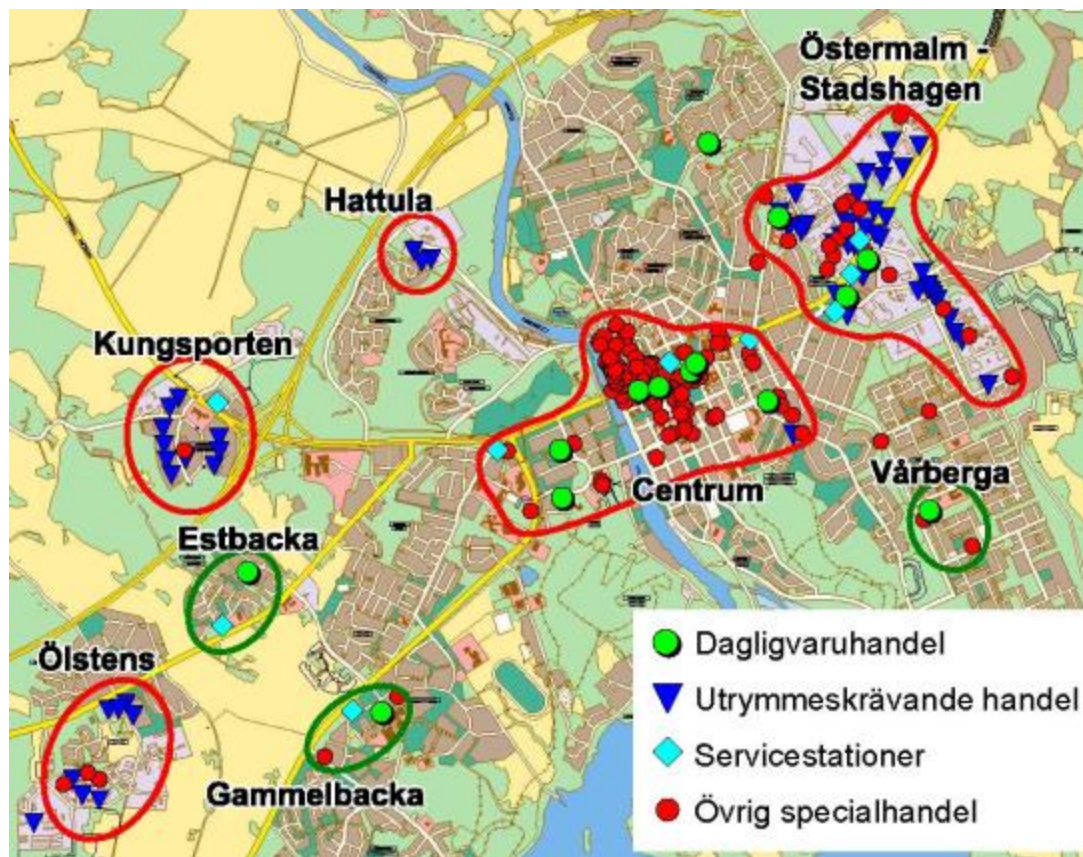 Östermalm -
Stadshagen
Hattula
Kungsporten
Vårberga
Centrum
Estbacka
Ölstens
Gammelbacka
Dagligvaruhandel
Utrymmeskrävande handel
Servicestationer
Övrig specialhandel